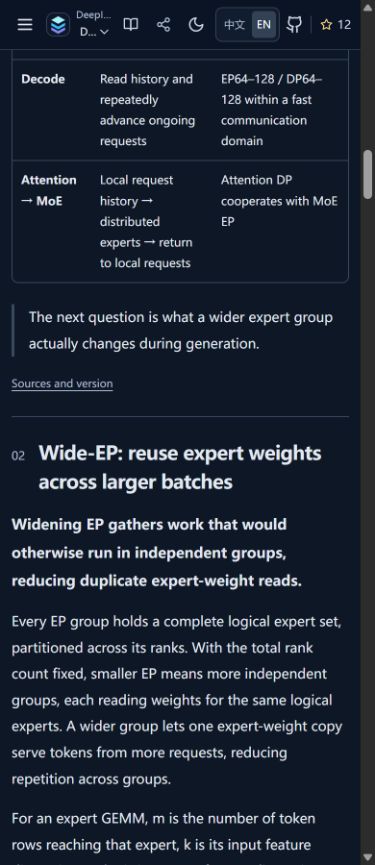 Deepl...
D...
中文
EN
12
Decode
Read history and
repeatedly
advance ongoing
requests
EP64–128 / DP64–
128 within a fast
communication
domain
Attention
→ MoE
Local request
history →
distributed
experts → return
to local requests
Attention DP
cooperates with MoE
EP
The next question is what a wider expert group
actually changes during generation.
Sources and version
02
Wide-EP: reuse expert weights
across larger batches
Widening EP gathers work that would
otherwise run in independent groups,
reducing duplicate expert-weight reads.
Every EP group holds a complete logical expert set,
partitioned across its ranks. With the total rank
count fixed, smaller EP means more independent
groups, each reading weights for the same logical
experts. A wider group lets one expert-weight copy
serve tokens from more requests, reducing
repetition across groups.
For an expert GEMM, m is the number of token
rows reaching that expert, k is its input feature